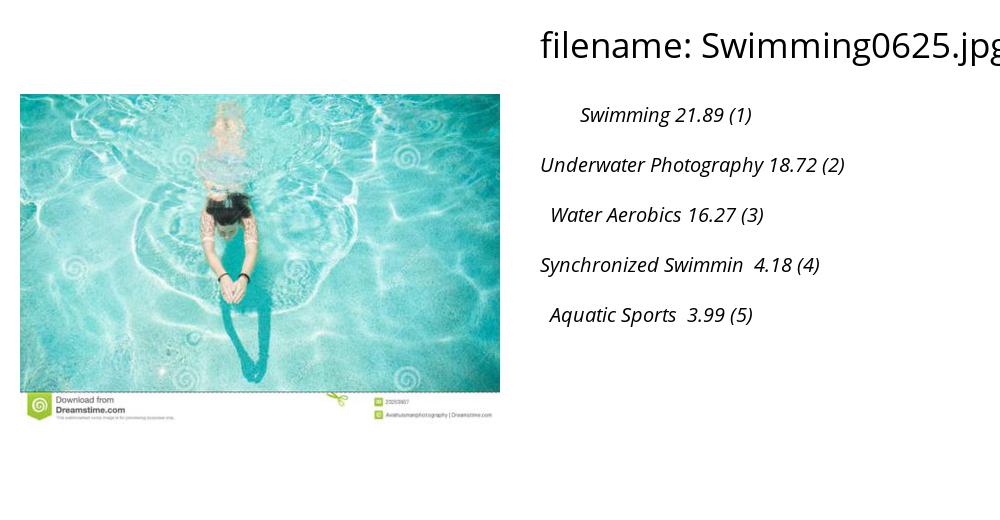 filename: Swimming0625.jpg
Swimming 21.89 (1)
Underwater Photography 18.72 (2)
Water Aerobics 16.27 (3)
Synchronized Swimmin 4.18 (4)
Aquatic Sports 3.99 (5)
Download from
Dreamstime.com
This watermarked comp image is for previewing purposes only.
| Dreamstime.com